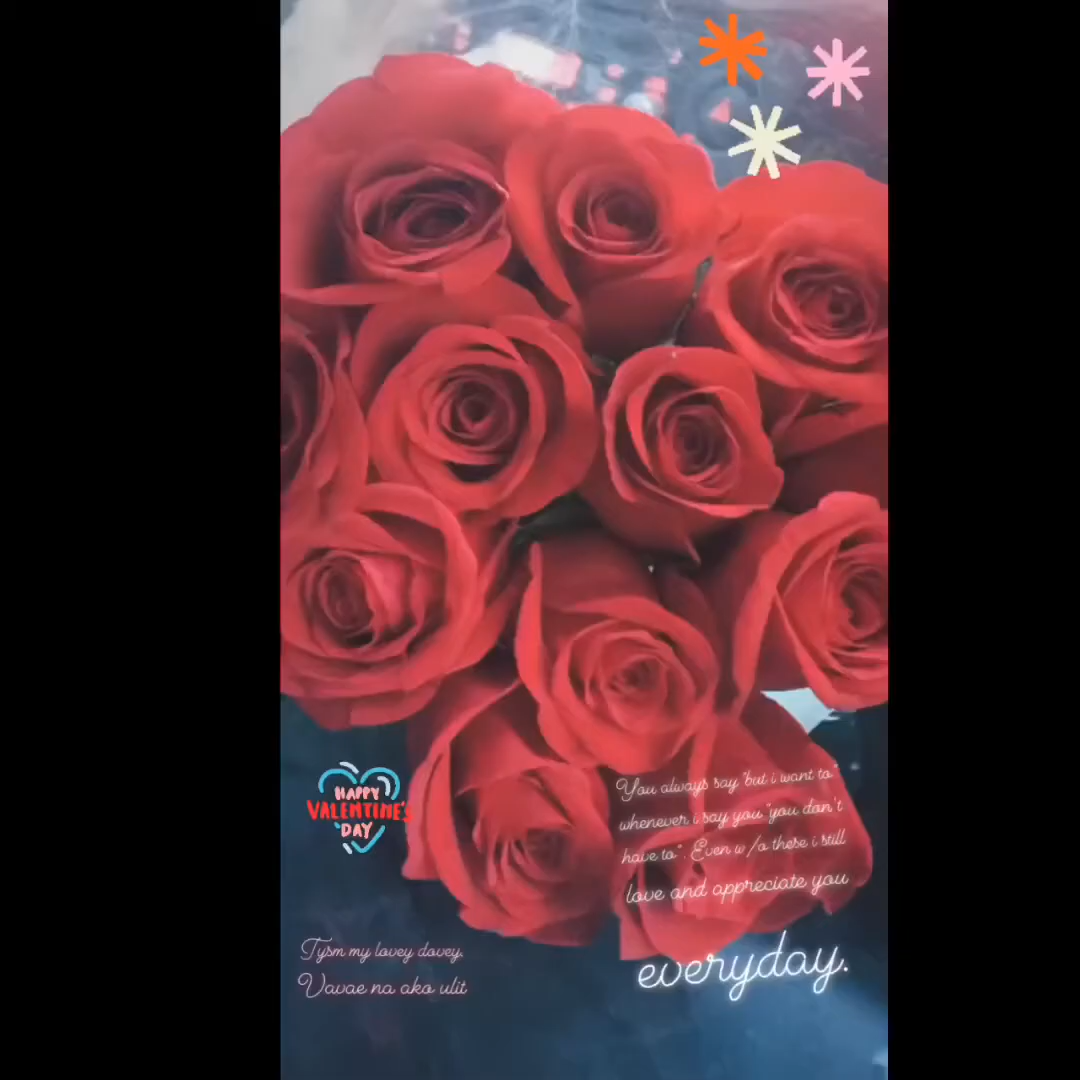 HAPPY
VALENTINE'S
DAY
You always say "but i want to"
whenever i say you "you don't
have to". Even w/o these i still
love and appreciate you
everyday.
Tysm my lovey dovey.
Vavae na ako ulit